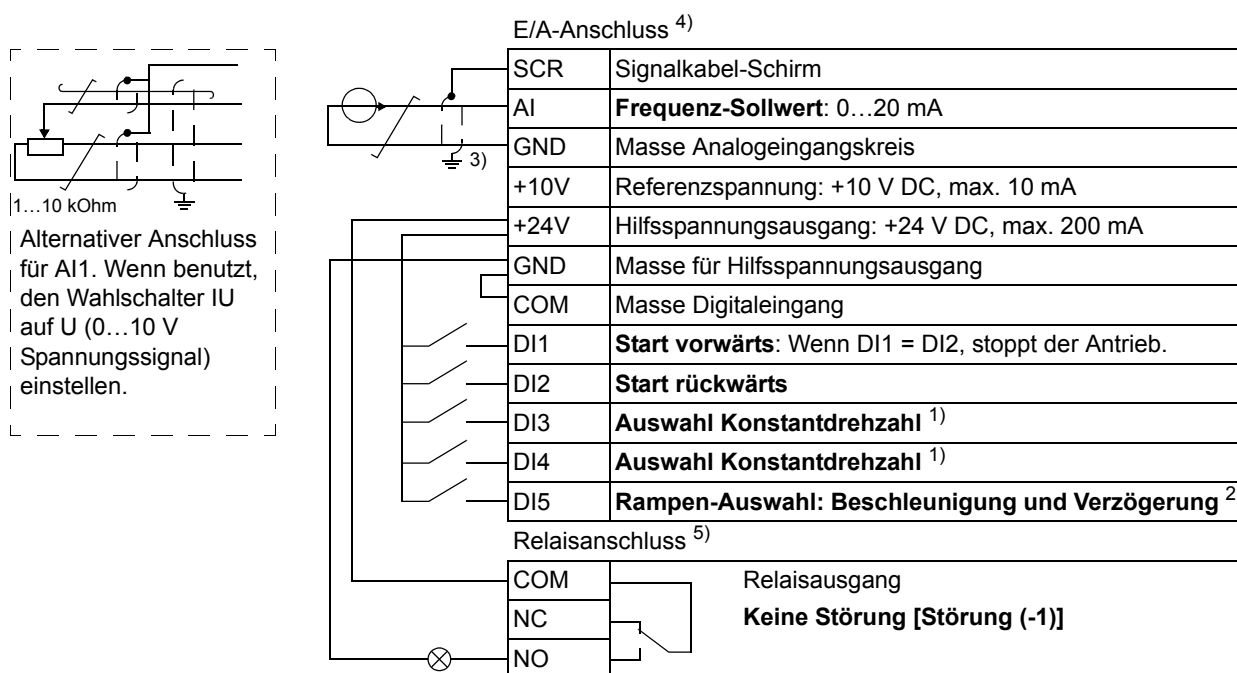 E/A-Anschluss 4)
SCR Signalkabel-Schirm
AI Frequenz-Sollwert: 0…20 mA
GND Masse Analogeingangskreis
+10V Referenzspannung: +10 V DC, max. 10 mA
+24V Hilfsspannungsausgang: +24 V DC, max. 200 mA
GND Masse für Hilfsspannungsausgang
COM Masse Digitaleingang
DI1 Start vorwärts: Wenn DI1 = DI2, stoppt der Antrieb.
DI2 Start rückwärts
DI3 Auswahl Konstantdrehzahl 1)
DI4 Auswahl Konstantdrehzahl 1)
DI5 Rampen-Auswahl: Beschleunigung und Verzögerung 2
3)
1…10 kOhm
Alternativer Anschluss
für AI1. Wenn benutzt,
den Wahlschalter IU
auf U (0…10 V
Spannungssignal)
einstellen.
Relaisanschluss 5)
COM Relaisausgang
NC Keine Störung [Störung (-1)]
NO